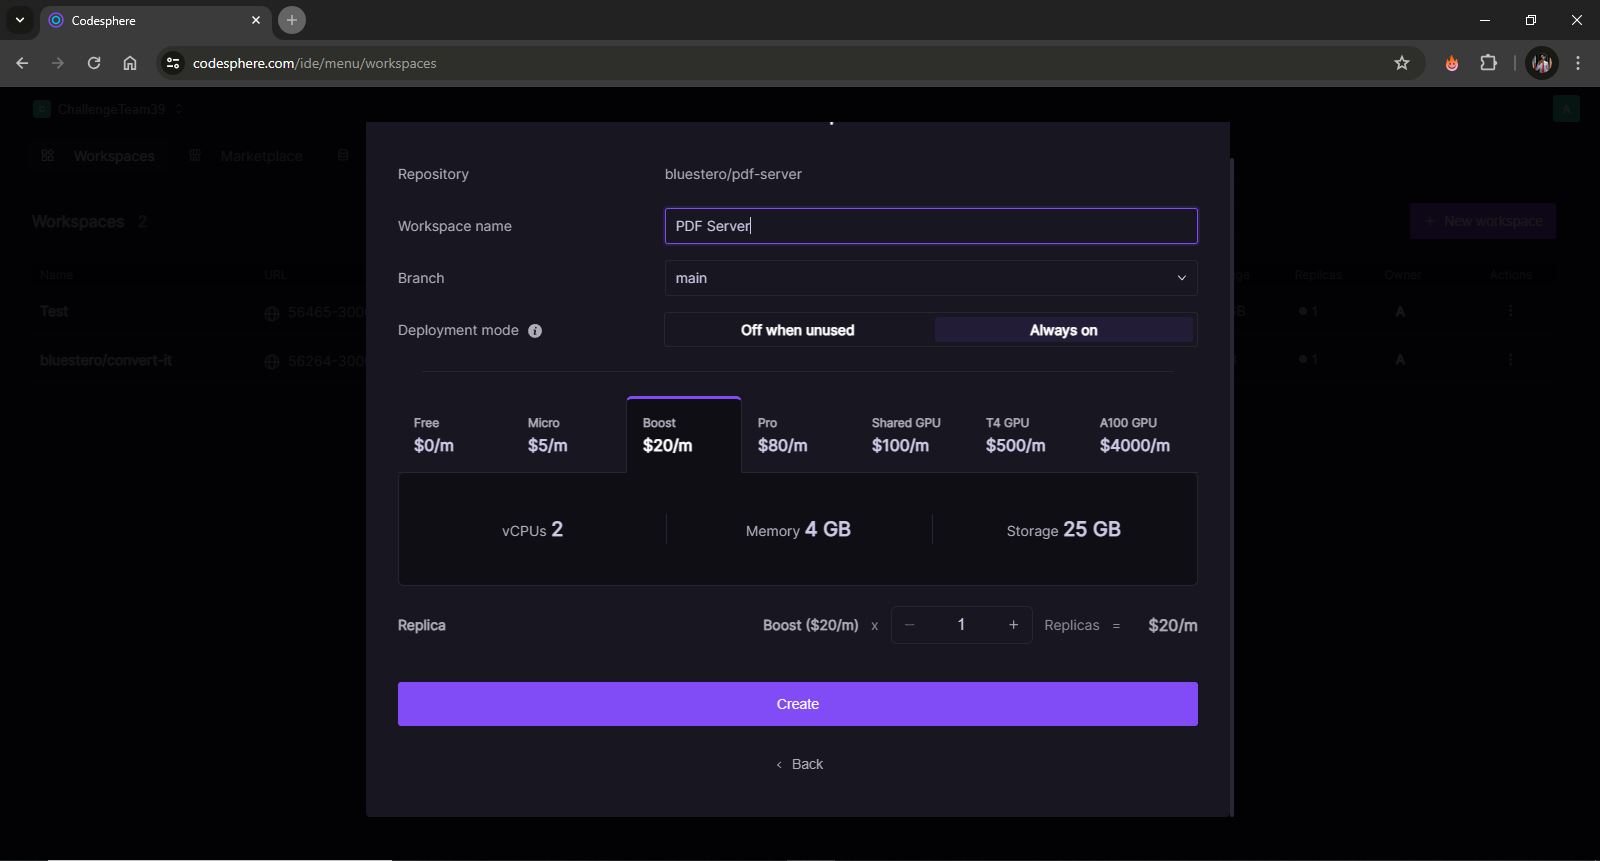 Codesphere
codesphere.com/ide/menu/workspaces
C ChallengeTeam39
A
Workspaces Marketplace
Repository bluestero/pdf-server
Workspaces 2
Workspace name PDF Server
+ New workspace
Name URL
Replicas Owner Actions
Branch main
Test 56465-300
1 A
Deployment mode i Off when unused Always on
bluestero/convert-it 56264-300
1 A
Free Micro Boost Pro Shared GPU T4 GPU A100 GPU
$0/m $5/m $20/m $80/m $100/m $500/m $4000/m
vCPUs 2 Memory 4 GB Storage 25 GB
Replica Boost ($20/m) x − 1 + Replicas = $20/m
Create
‹ Back